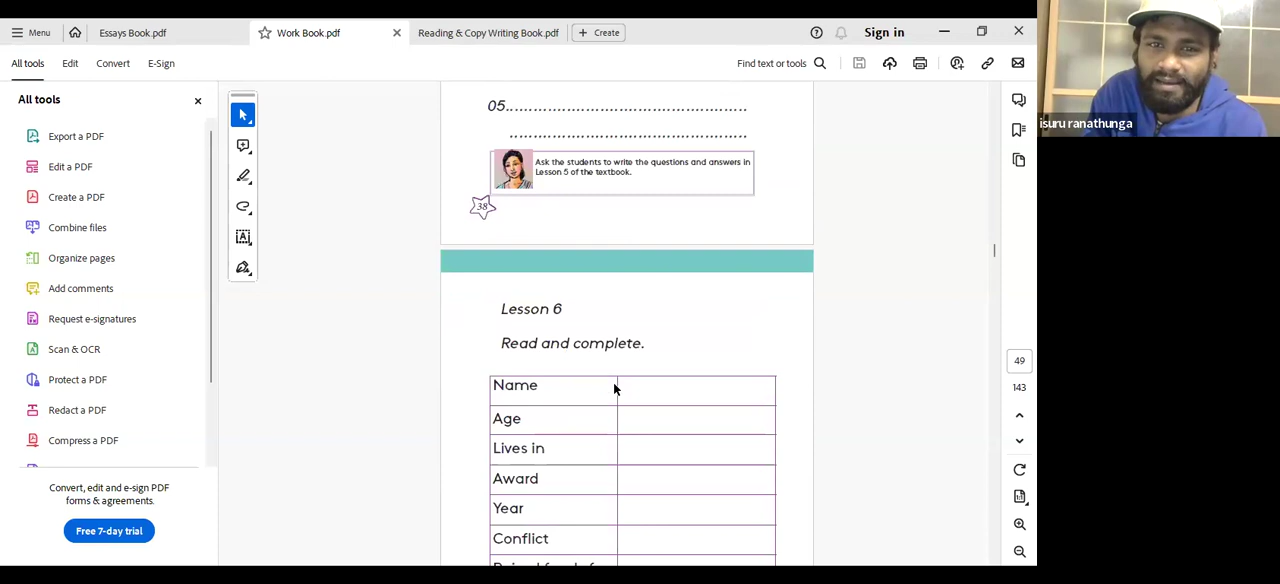 Menu
Essays Book.pdf
Work Book.pdf
Reading & Copy Writing Book.pdf
Create
Sign in
All tools
Edit
Convert
E-Sign
Find text or tools
All tools
Export a PDF
Edit a PDF
Create a PDF
Combine files
Organize pages
Add comments
Request e-signatures
Scan & OCR
Protect a PDF
Redact a PDF
Compress a PDF
Convert, edit and e-sign PDF
forms & agreements.
Free 7-day trial
05................................................
................................................
Ask the students to write the questions and answers in
Lesson 5 of the textbook.
38
Lesson 6
Read and complete.
Name
Age
Lives in
Award
Year
Conflict
49
143
isuru ranathunga